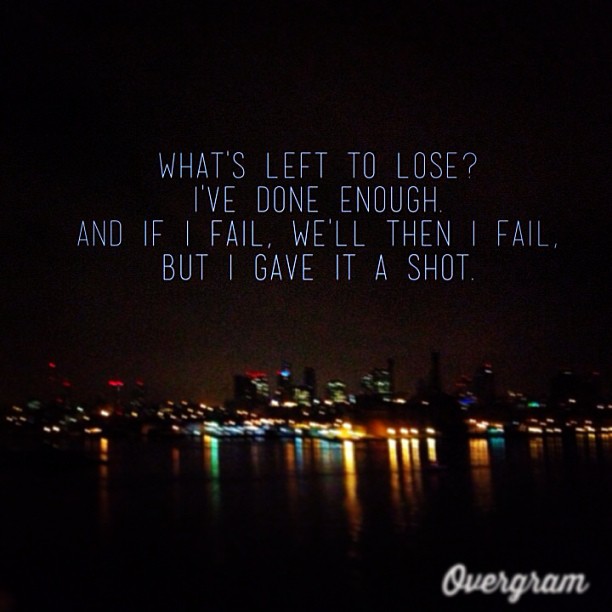 WHAT'S LEFT TO LOSE?
I'VE DONE ENOUGH.
AND IF I FAIL, WE'LL THEN I FAIL,
BUT I GAVE IT A SHOT.
Overgram